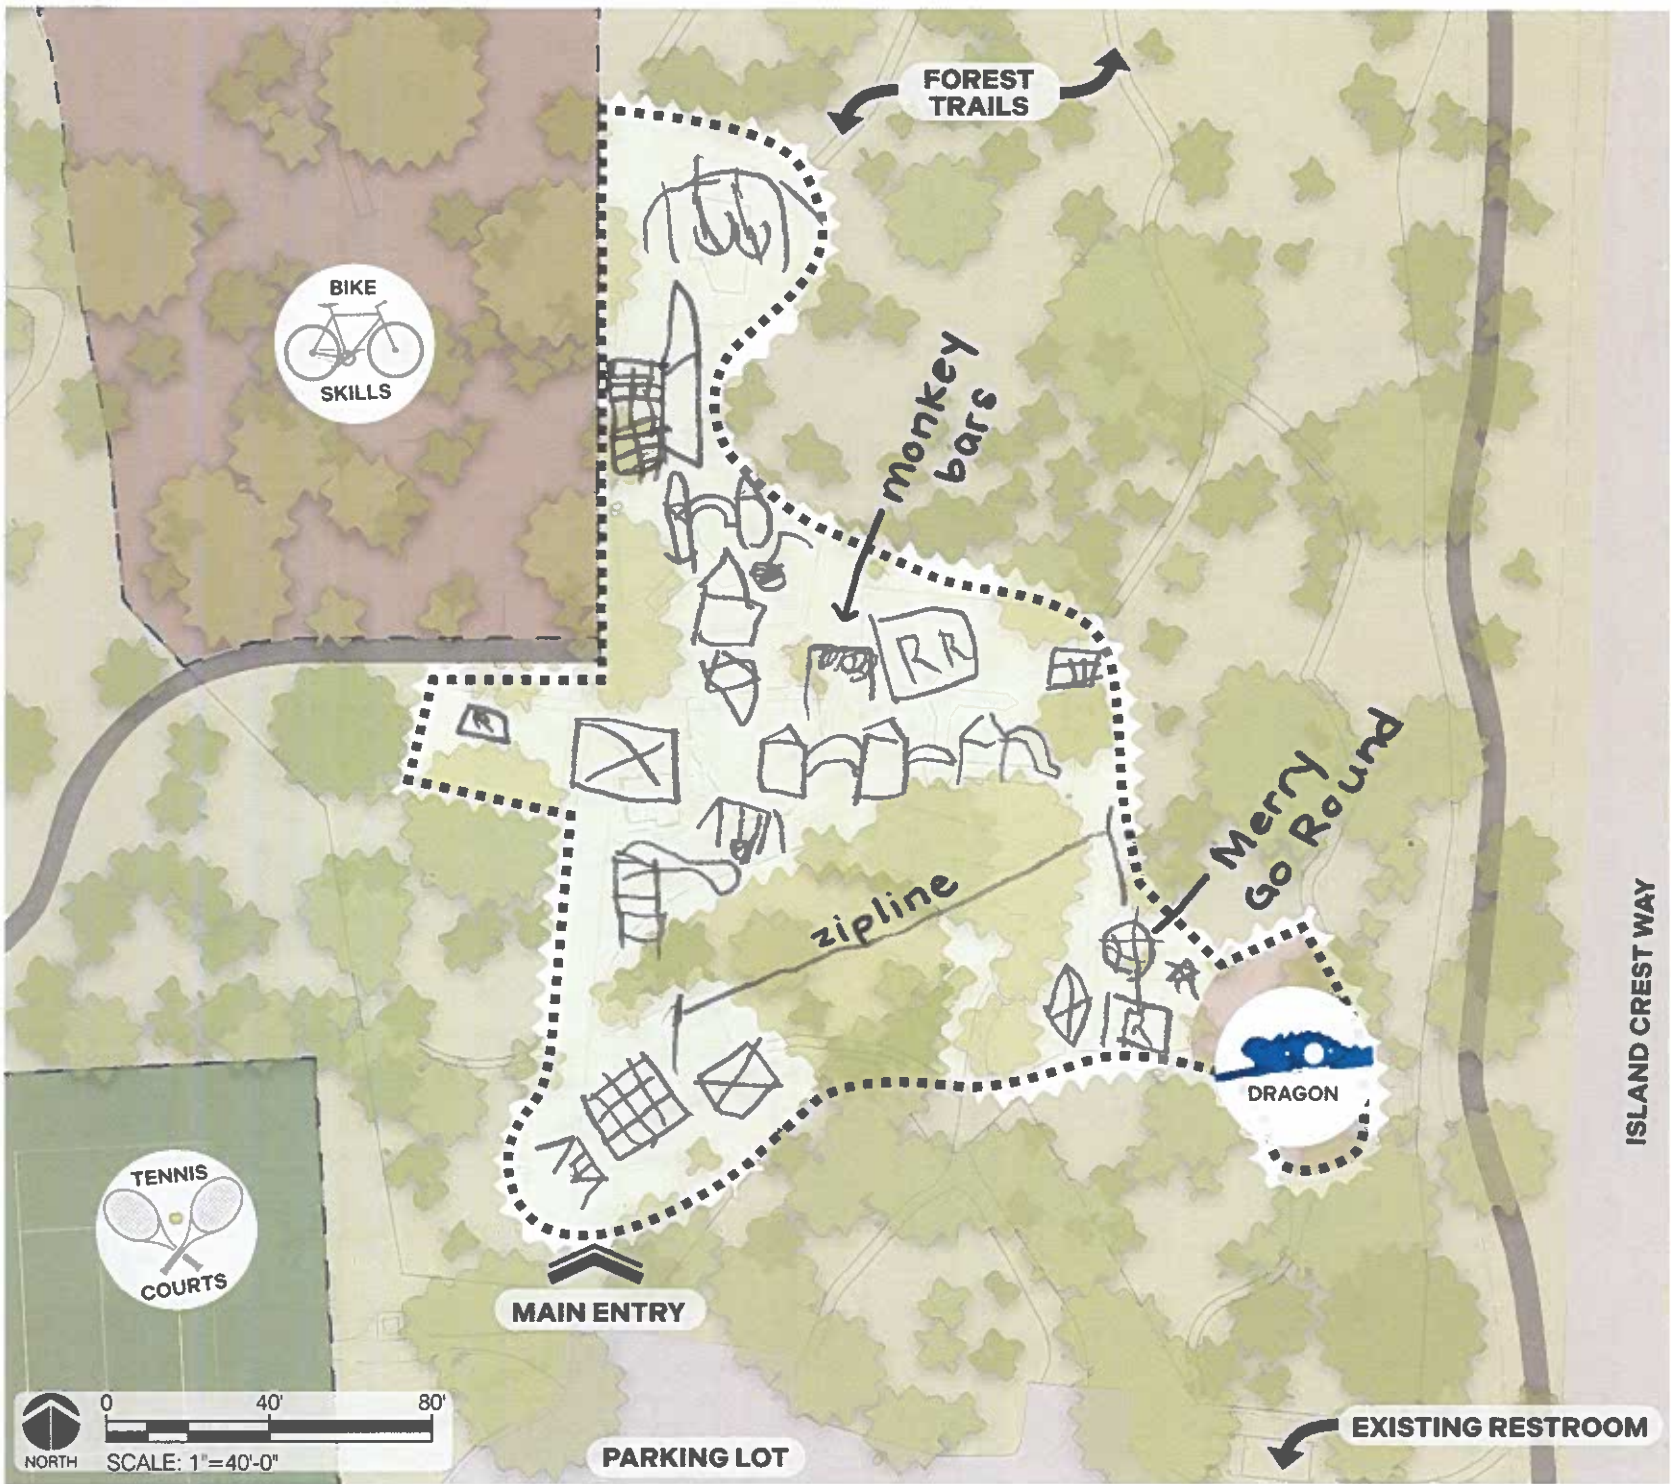 FOREST
TRAILS
BIKE
SKILLS
monkey
bars
RR
R
Merry
Go Round
zipline
R
DRAGON
ISLAND CREST WAY
TENNIS
COURTS
MAIN ENTRY
0 40' 80'
NORTH
SCALE: 1"=40'-0"
PARKING LOT
EXISTING RESTROOM